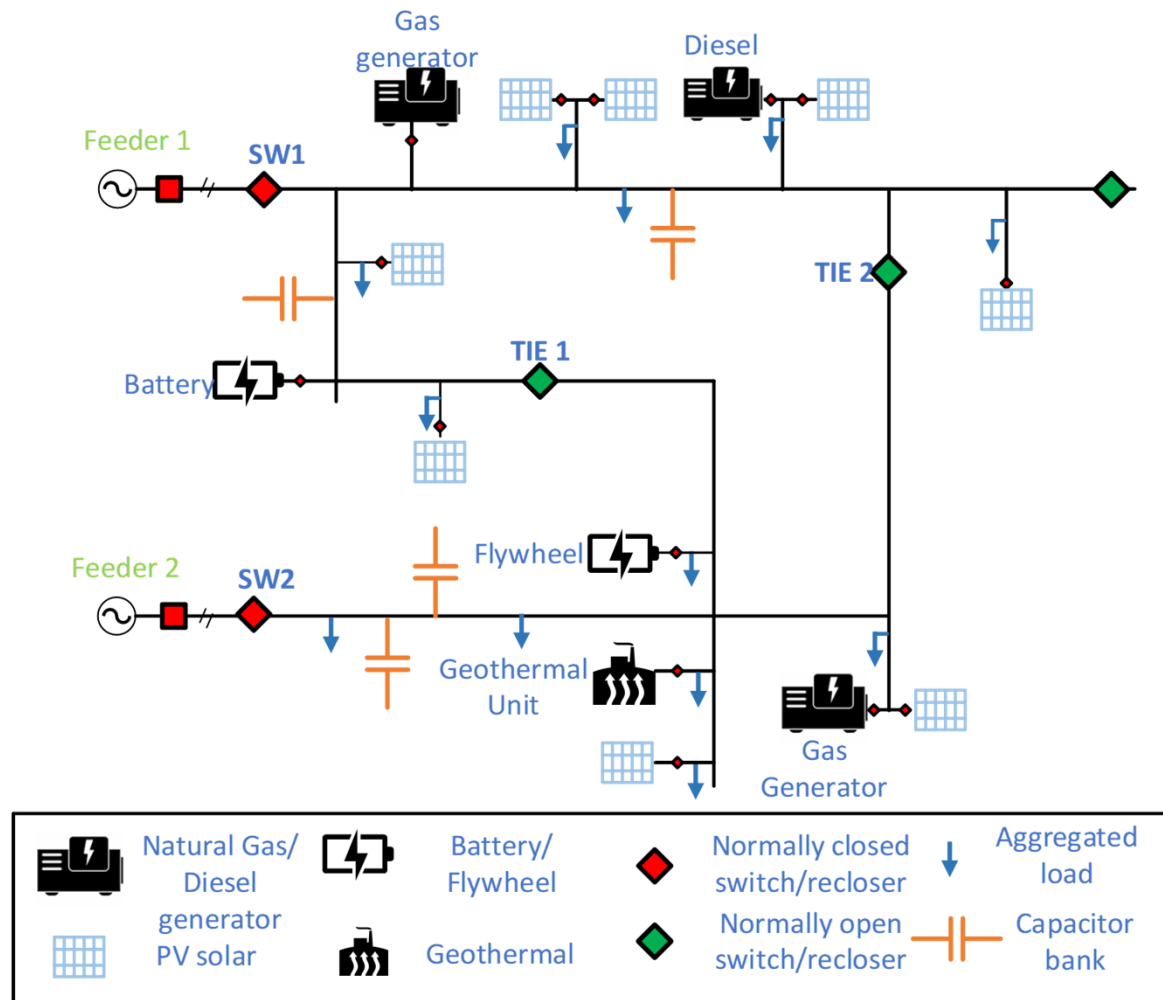 Gas
generator
Diesel
Feeder 1
SW1
TIE 2
TIE 1
Battery
Flywheel
Feeder 2
SW2
Geothermal
Unit
Gas
Generator
Natural Gas/
Diesel
generator
Battery/
Flywheel
Normally closed
switch/recloser
Aggregated
load
PV solar
Geothermal
Normally open
switch/recloser
Capacitor
bank